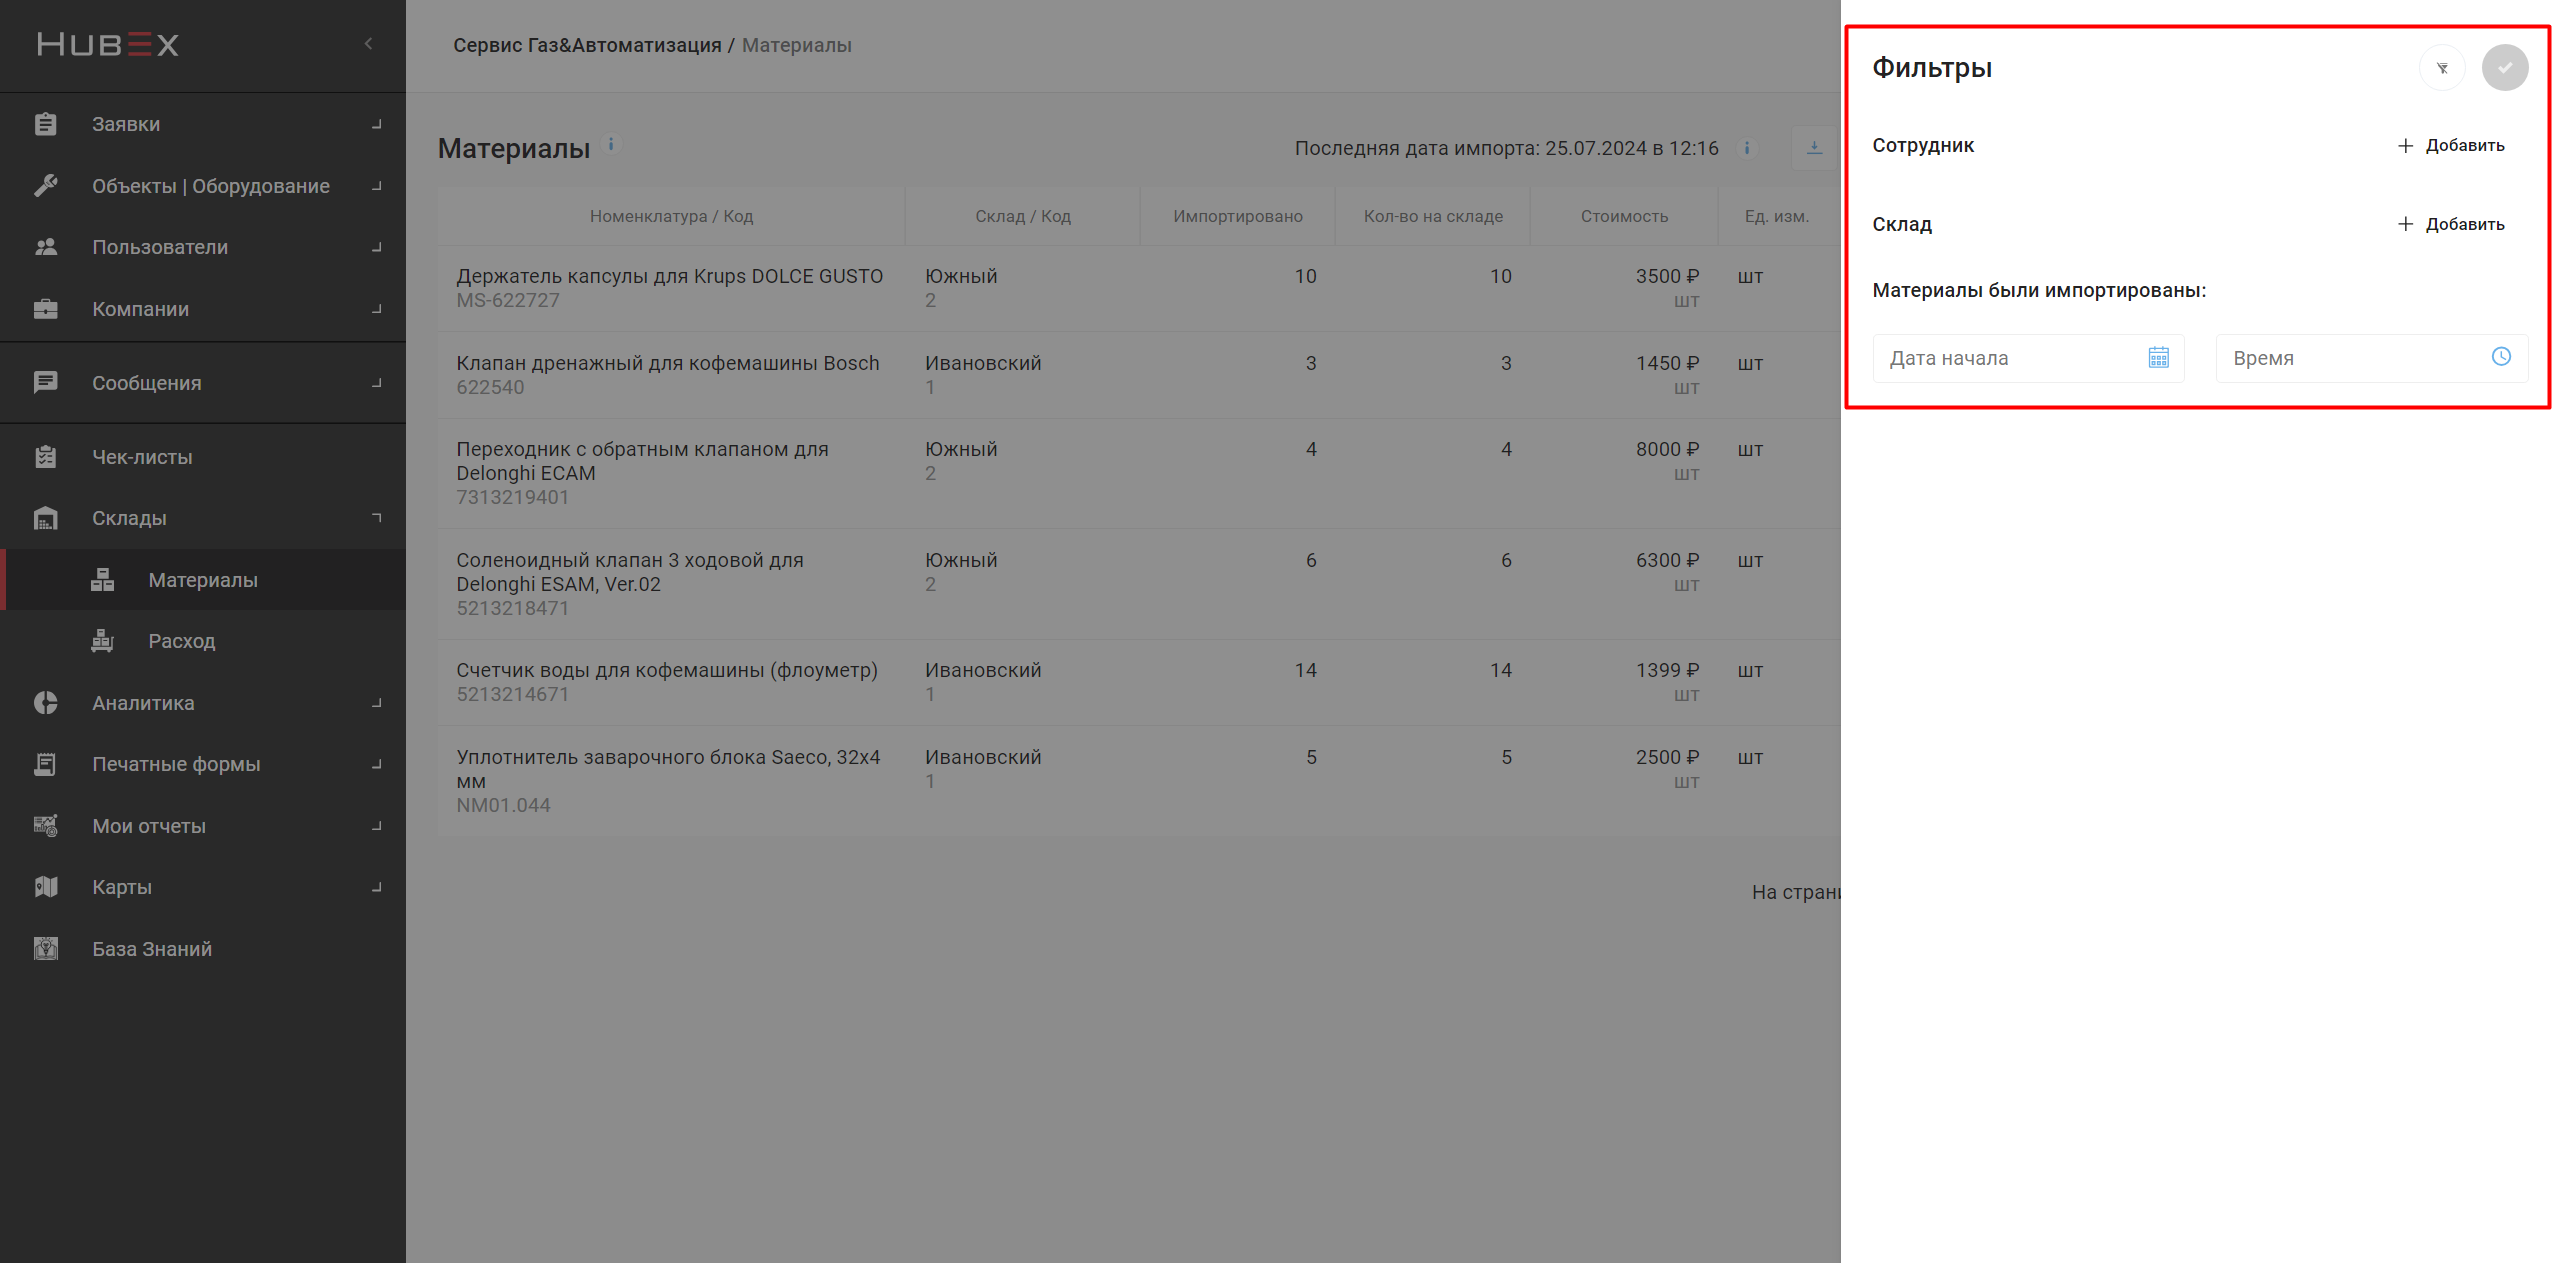 HUBEX
Заявки
Объекты | Оборудование
Пользователи
Компании
Сообщения
Чек-листы
Склады
Материалы
Расход
Аналитика
Печатные формы
Мои отчеты
Карты
База Знаний
Сервис Газ&Автоматизация / Материалы
Материалы
Последняя дата импорта: 25.07.2024 в 12:16
Номенклатура / Код Склад / Код Импортировано Кол-во на складе Стоимость Ед. изм.
Держатель капсулы для Krups DOLCE GUSTO Южный 10 10 3500 ₽ шт
MS-622727 2 шт
Клапан дренажный для кофемашины Bosch Ивановский 3 3 1450 ₽ шт
622540 1 шт
Переходник с обратным клапаном для Южный 4 4 8000 ₽ шт
Delonghi ECAM 2 шт
7313219401
Соленоидный клапан 3 ходовой для Южный 6 6 6300 ₽ шт
Delonghi ESAM, Ver.02 2 шт
5213218471
Счетчик воды для кофемашины (флоуметр) Ивановский 14 14 1399 ₽ шт
5213214671 1 шт
Уплотнитель заварочного блока Saeco, 32х4 Ивановский 5 5 2500 ₽ шт
мм 1 шт
NM01.044
На страни
Фильтры
Сотрудник + Добавить
Склад + Добавить
Материалы были импортированы:
Дата начала Время